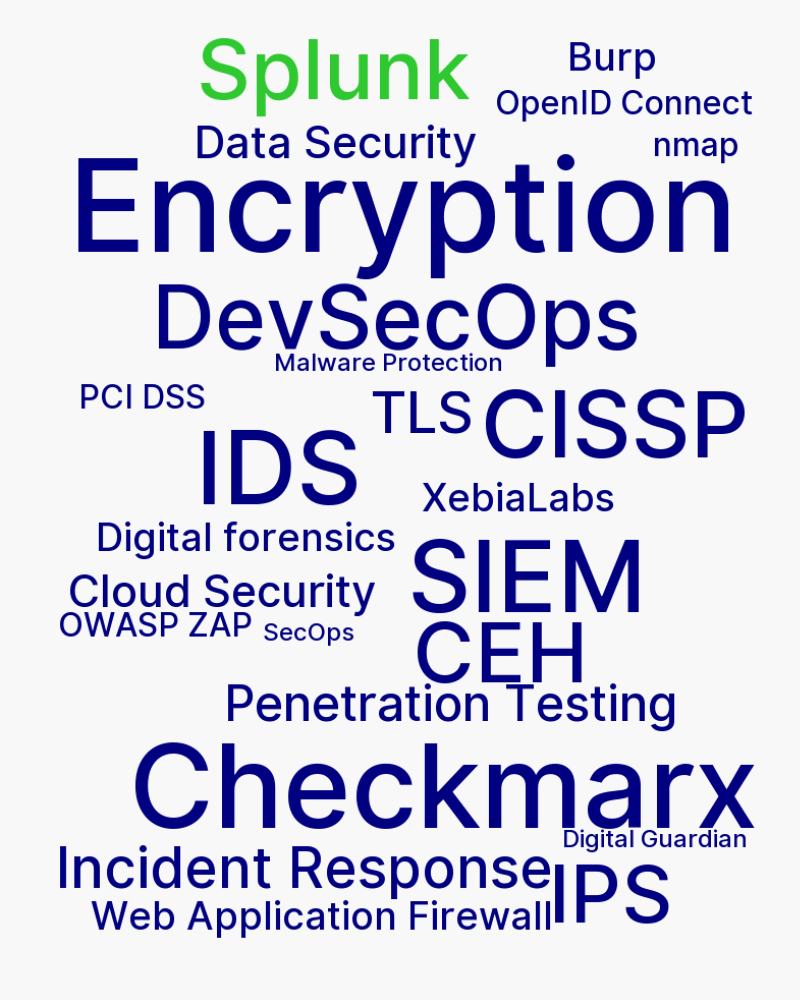 Splunk
Burp
OpenID Connect
Data Security
nmap
Encryption
DevSecOps
Malware Protection
PCI DSS
TLS
CISSP
IDS
XebiaLabs
Digital forensics
SIEM
Cloud Security
OWASP ZAP
SecOps
CEH
Penetration Testing
Checkmarx
Digital Guardian
Incident Response
IPS
Web Application Firewall